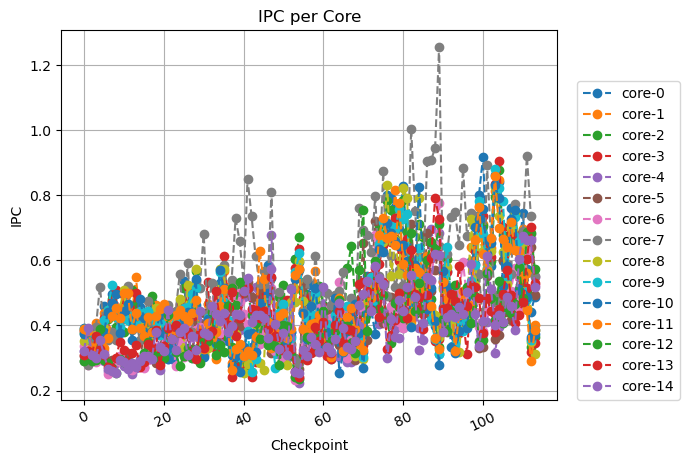 IPC per Core
IPC
1.2
1.0
0.8
0.6
0.4
0.2
0
20
40
60
80
100
Checkpoint
core-0
core-1
core-2
core-3
core-4
core-5
core-6
core-7
core-8
core-9
core-10
core-11
core-12
core-13
core-14